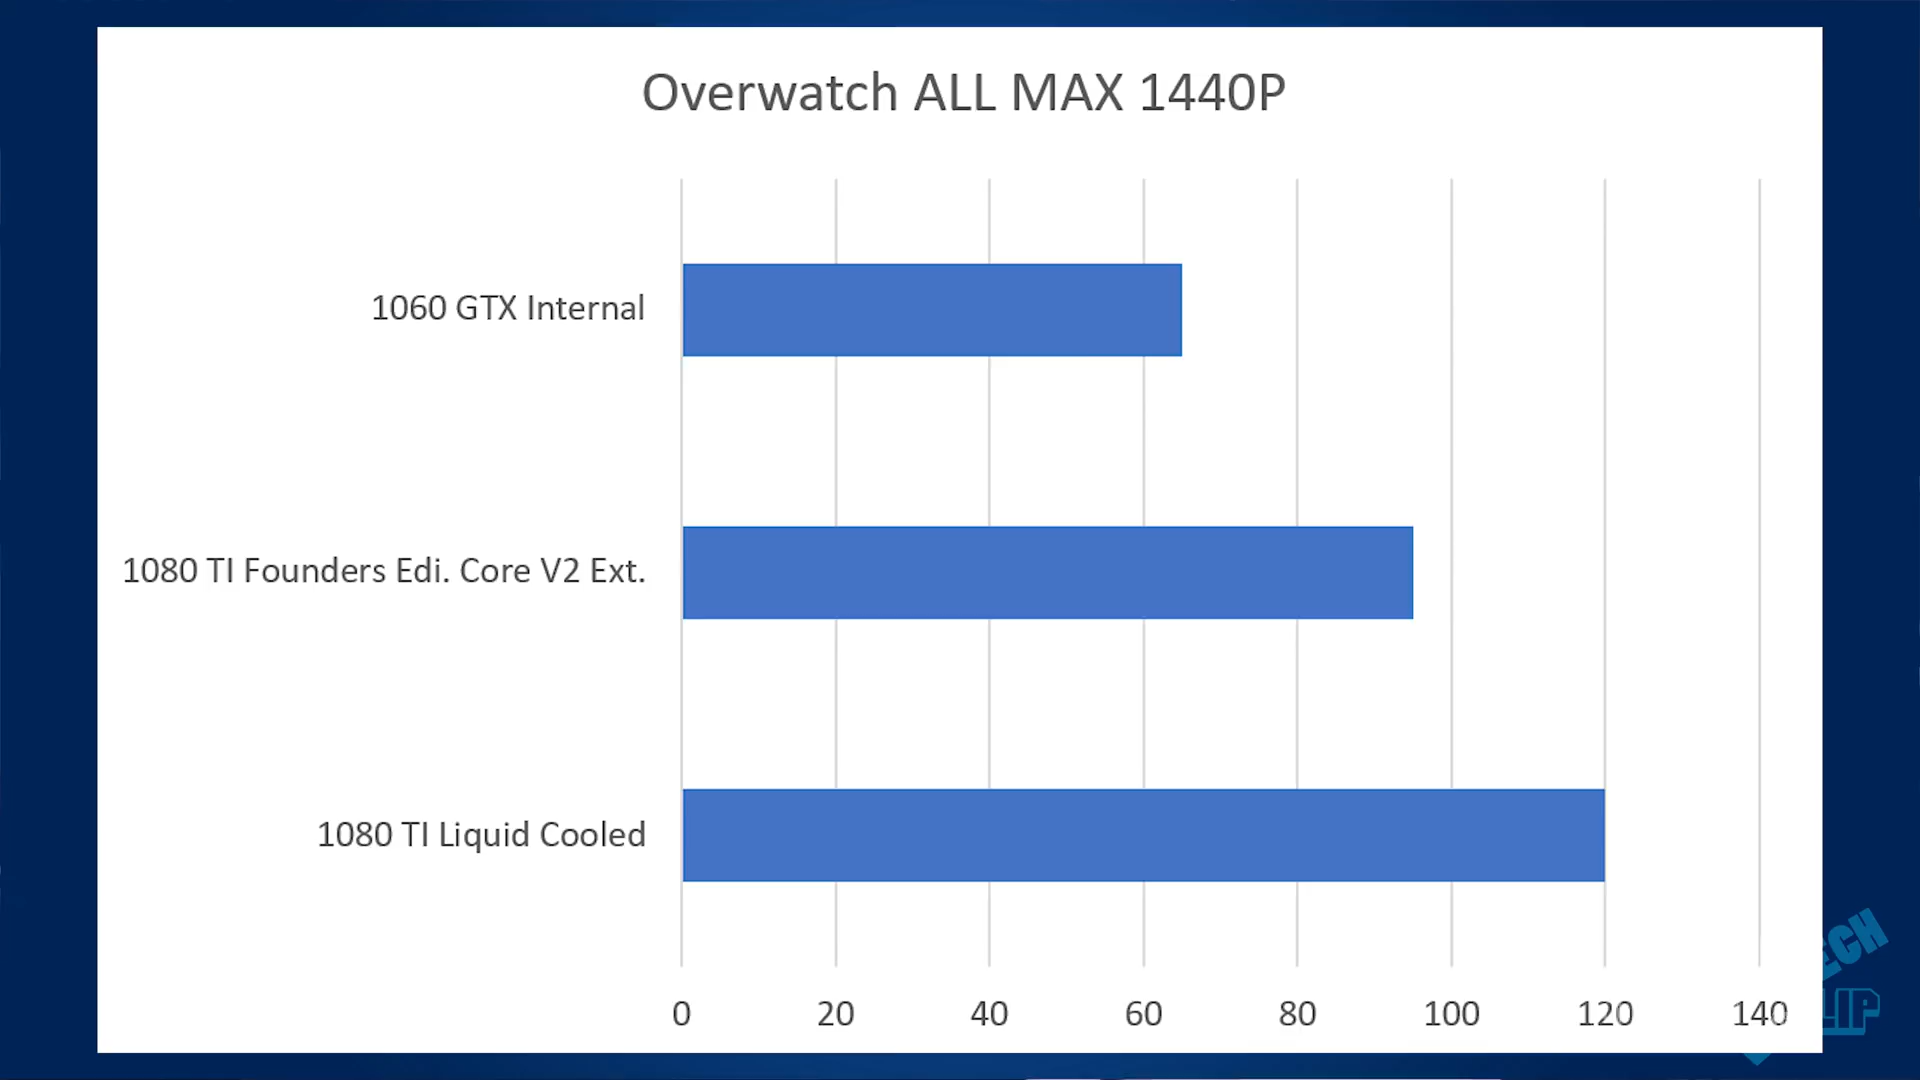 Overwatch ALL MAX 1440P
1060 GTX Internal
1080 TI Founders Edi. Core V2 Ext.
1080 TI Liquid Cooled
0 20 40 60 80 100 120 140